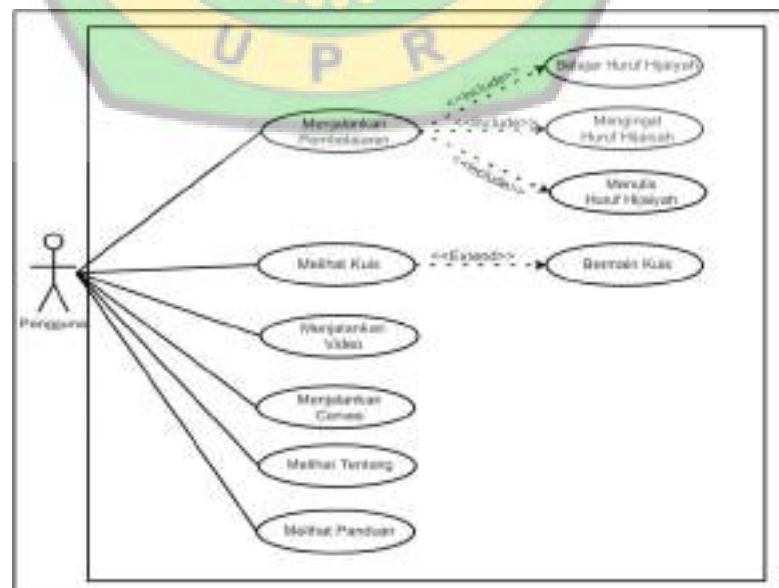 U P R
Belajar Huruf Hijaiyah
<<Include>>
Menjalankan
Pembelajaran
<<Include>>
Mengingat
Huruf Hijaiyah
<<Include>>
Menulis
Huruf Hijaiyah
Pengguna
Melihat Kuis
<<Extend>>
Bermain Kuis
Menjalankan
Video
Menjalankan
Melihat Tentang
Melihat Panduan